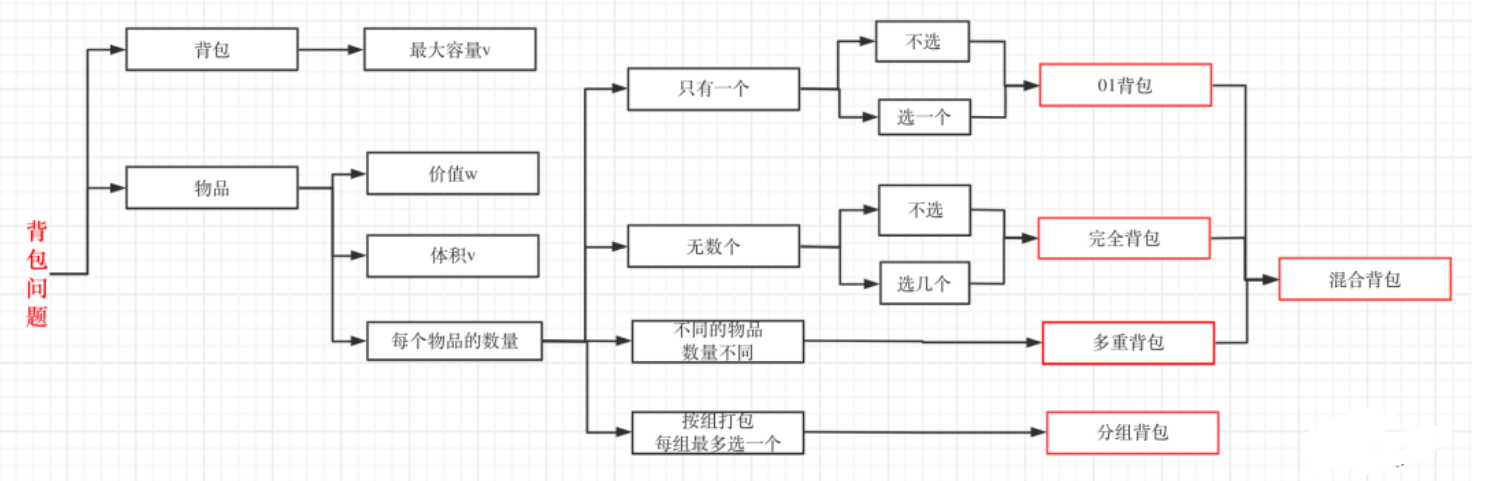 背包问题
背包
最大容量v
物品
价值w
体积v
每个物品的数量
只有一个
不选
选一个
01背包
无数个
不选
选几个
完全背包
不同的物品
数量不同
多重背包
混合背包
按组打包
每组最多选一个
分组背包